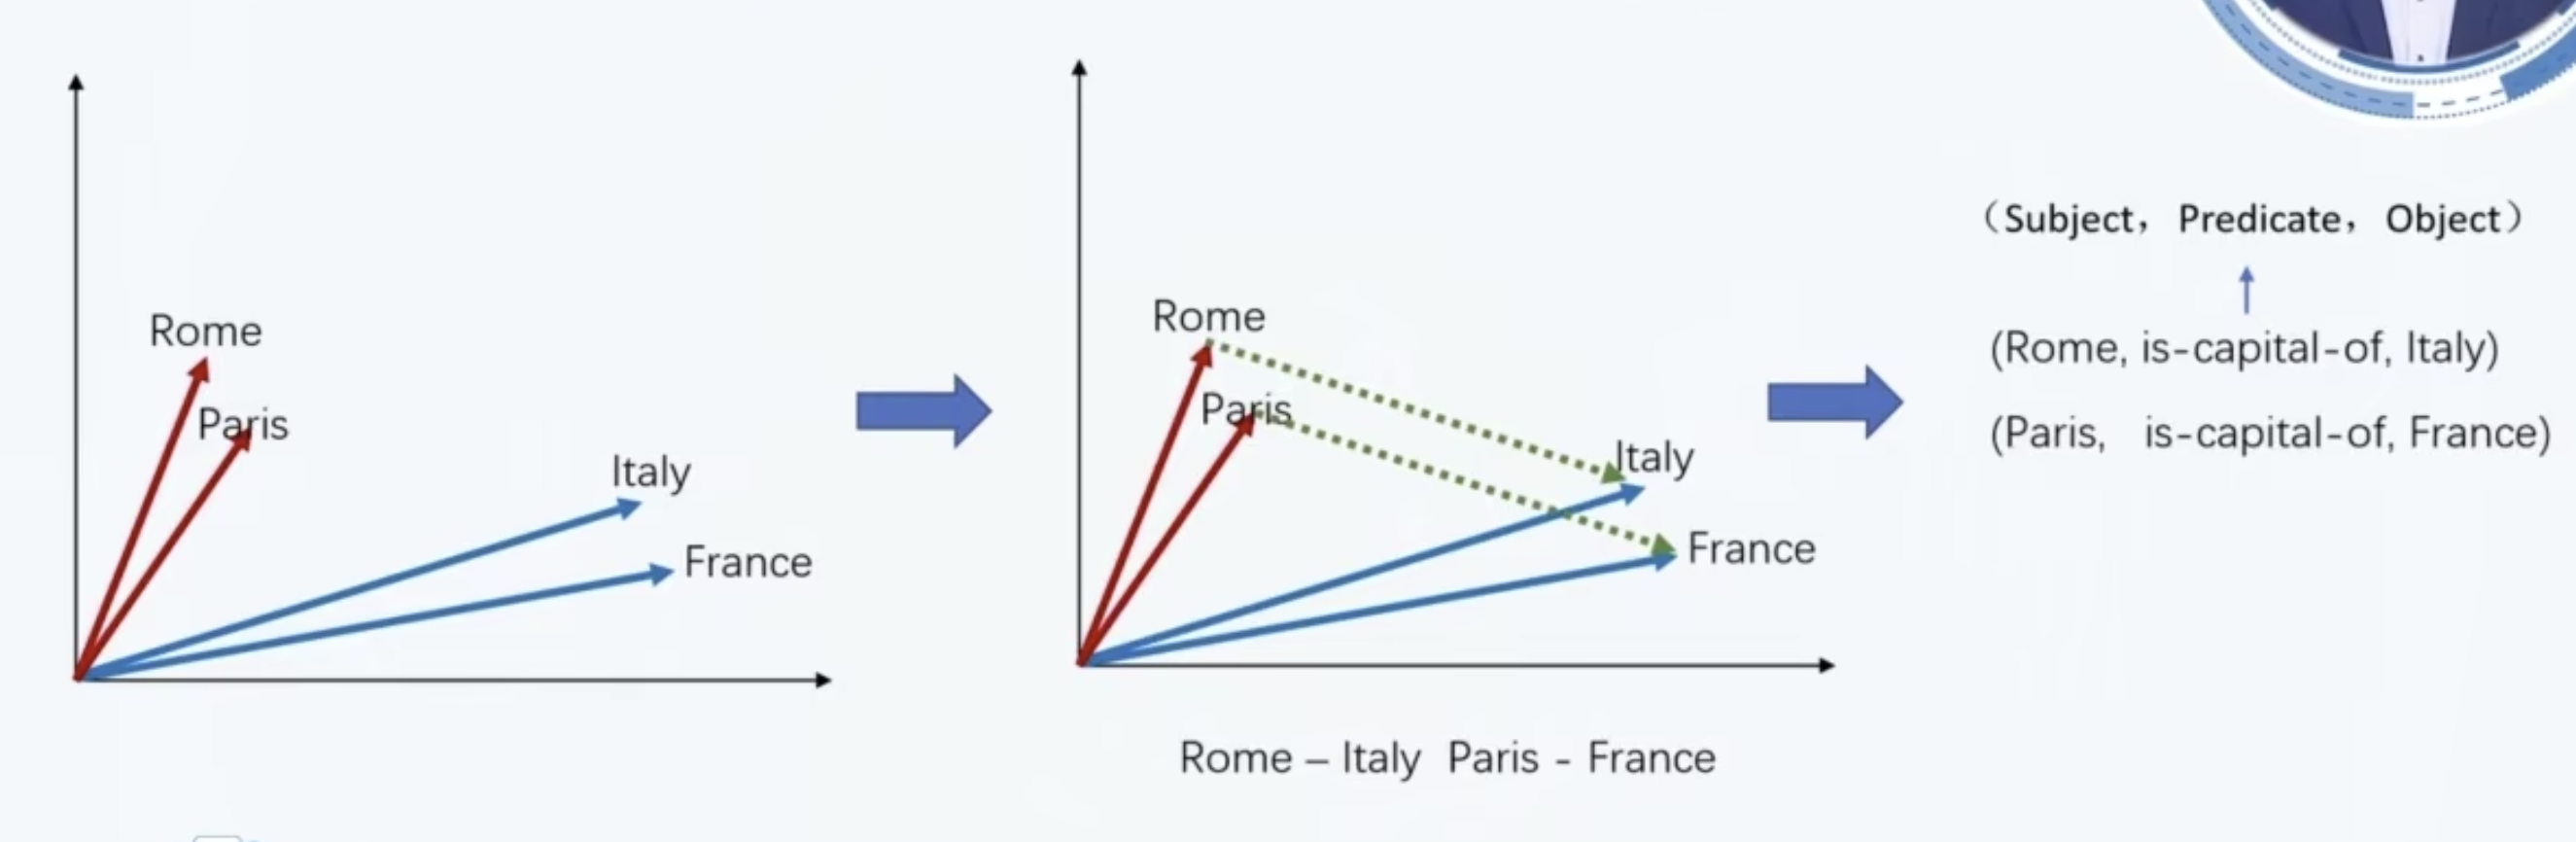 Rome
Paris
Italy
France
Rome
Paris
Italy
France
Rome – Italy  Paris - France
（Subject， Predicate， Object）
(Rome, is-capital-of, Italy)
(Paris,  is-capital-of, France)